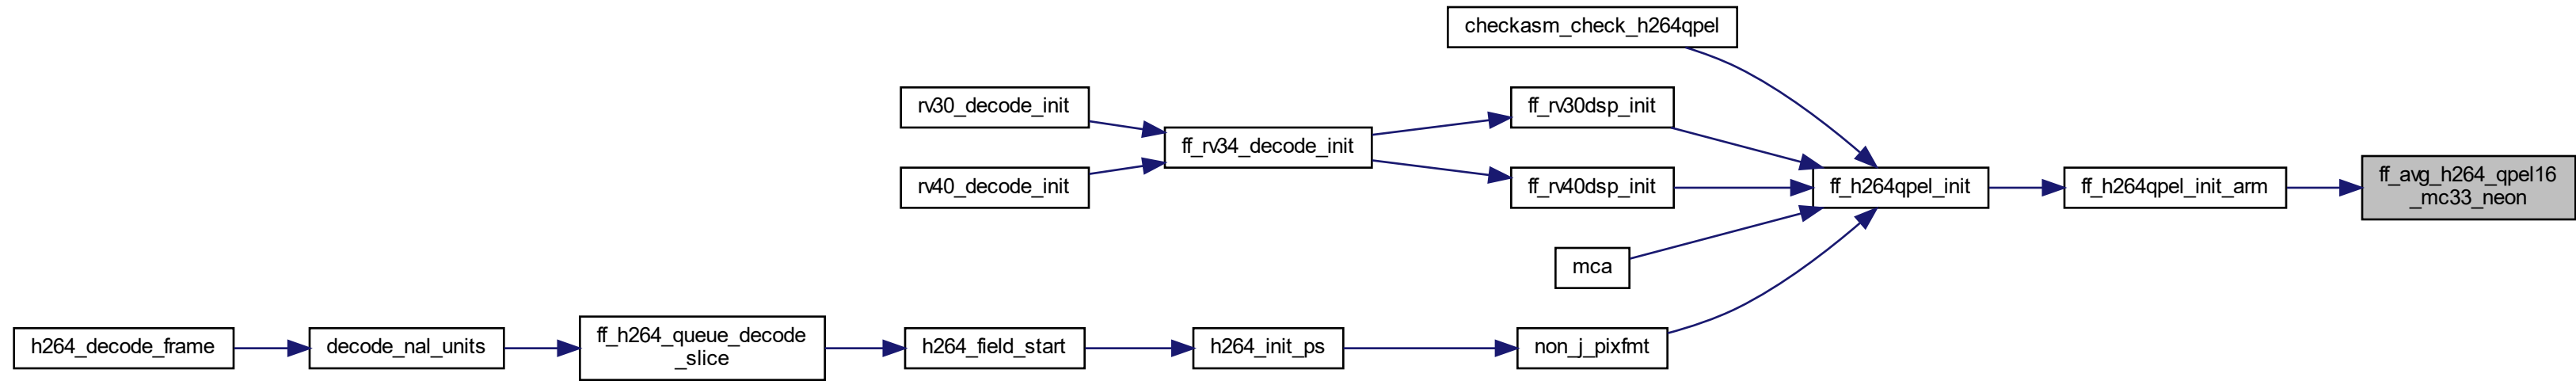 checkasm_check_h264qpel
rv30_decode_init
ff_rv30dsp_init
ff_rv34_decode_init
rv40_decode_init
ff_rv40dsp_init
ff_h264qpel_init
ff_h264qpel_init_arm
ff_avg_h264_qpel16
_mc33_neon
mca
h264_decode_frame
decode_nal_units
ff_h264_queue_decode
_slice
h264_field_start
h264_init_ps
non_j_pixfmt